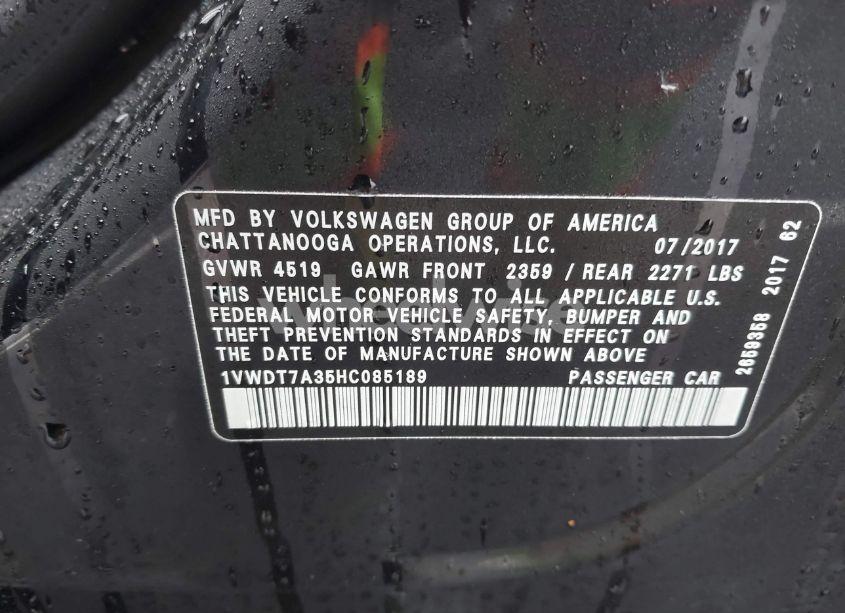 MFD BY VOLKSWAGEN GROUP OF AMERICA
CHATTANOOGA OPERATIONS, LLC. 07/2017
GVWR 4519 GAWR FRONT 2359 / REAR 2271 LBS
THIS VEHICLE CONFORMS TO ALL APPLICABLE U.S.
FEDERAL MOTOR VEHICLE SAFETY, BUMPER AND
THEFT PREVENTION STANDARDS IN EFFECT ON
THE DATE OF MANUFACTURE SHOWN ABOVE
1VWDT7A35HC085189 PASSENGER CAR
2659358 2017 62